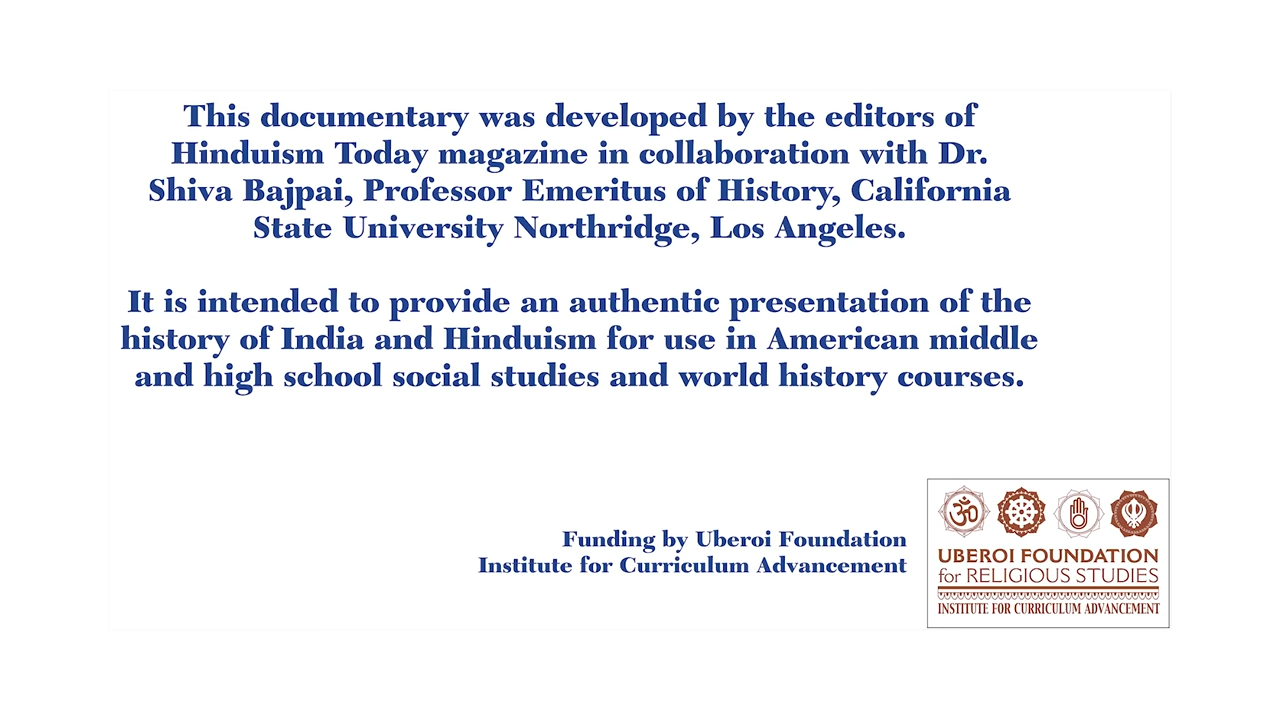 This documentary was developed by the editors of
Hinduism Today magazine in collaboration with Dr.
Shiva Bajpai, Professor Emeritus of History, California
State University Northridge, Los Angeles.
It is intended to provide an authentic presentation of the
history of India and Hinduism for use in American middle
and high school social studies and world history courses.
Funding by Uberoi Foundation
Institute for Curriculum Advancement
ॐ
UBEROI FOUNDATION
for RELIGIOUS STUDIES
INSTITUTE FOR CURRICULUM ADVANCEMENT